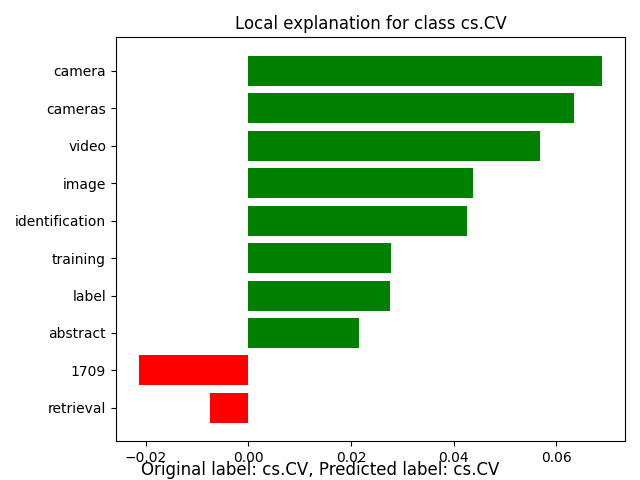 Local explanation for class cs.CV
camera
cameras
video
image
identification
training
label
abstract
1709
retrieval
−0.02 0.00 0.02 0.04 0.06
Original label: cs.CV, Predicted label: cs.CV